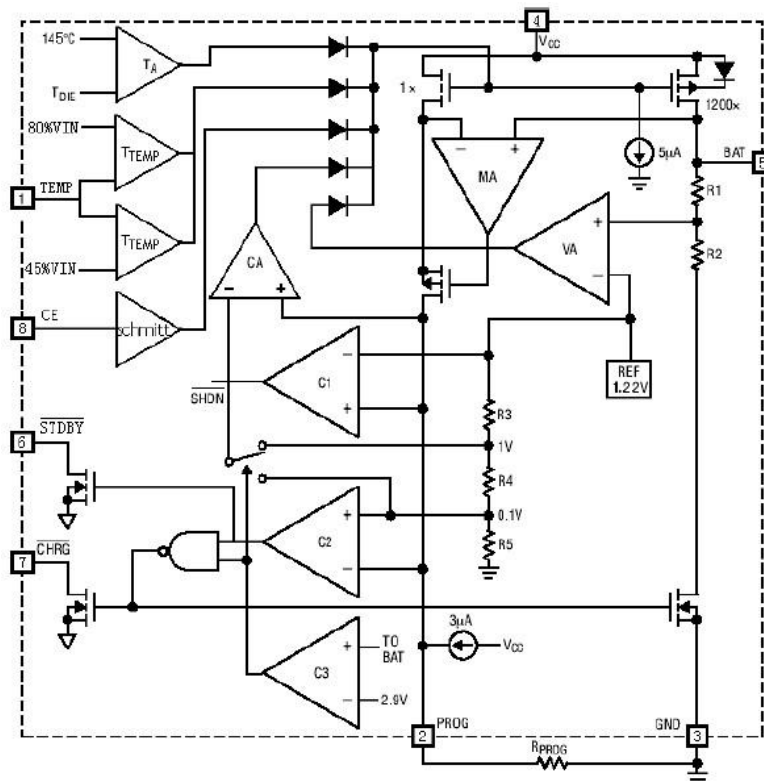 4
145°C
VCC
TA
1×
TDIE
1200×
80%VIN
5μA
BAT
5
TTEMP
− +
R1
MA
1
TEMP
+
TTEMP
VA
R2
CA
45%VIN
−
− +
8
CE
schmitt
REF
1.22V
−
C1
SHDN
R3
+
STDBY
6
1V
R4
+
0.1V
C2
R5
CHRG
7
−
3μA
VCC
+
TO
BAT
C3
−
2.9V
PROG
GND
2
3
RPROG